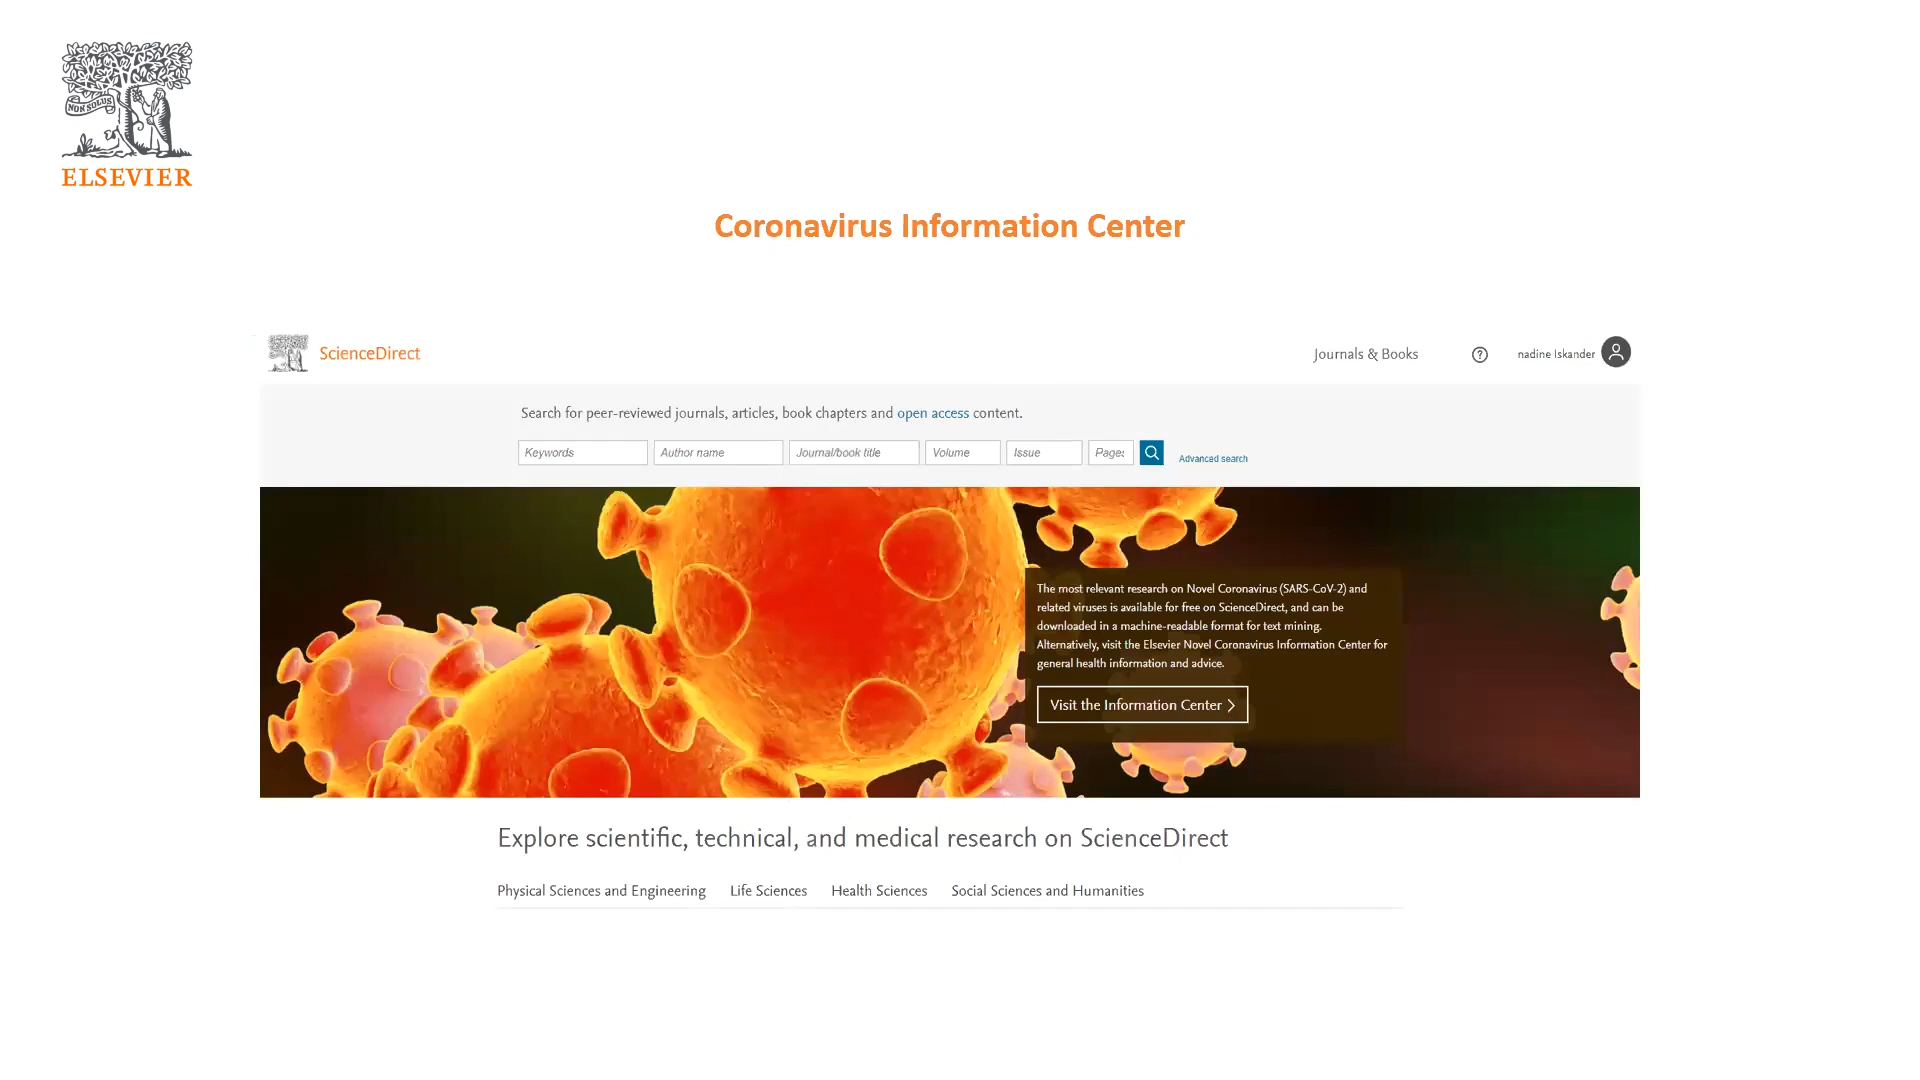 NON SOLUS
ELSEVIER
Coronavirus Information Center
ScienceDirect
Journals & Books
?
nadine Iskander
Search for peer-reviewed journals, articles, book chapters and open access content.
Keywords
Author name
Journal/book title
Volume
Issue
Pages
Advanced search
The most relevant research on Novel Coronavirus (SARS-CoV-2) and
related viruses is available for free on ScienceDirect, and can be
downloaded in a machine-readable format for text mining.
Alternatively, visit the Elsevier Novel Coronavirus Information Center for
general health information and advice.
Visit the Information Center >
Explore scientific, technical, and medical research on ScienceDirect
Physical Sciences and Engineering
Life Sciences
Health Sciences
Social Sciences and Humanities